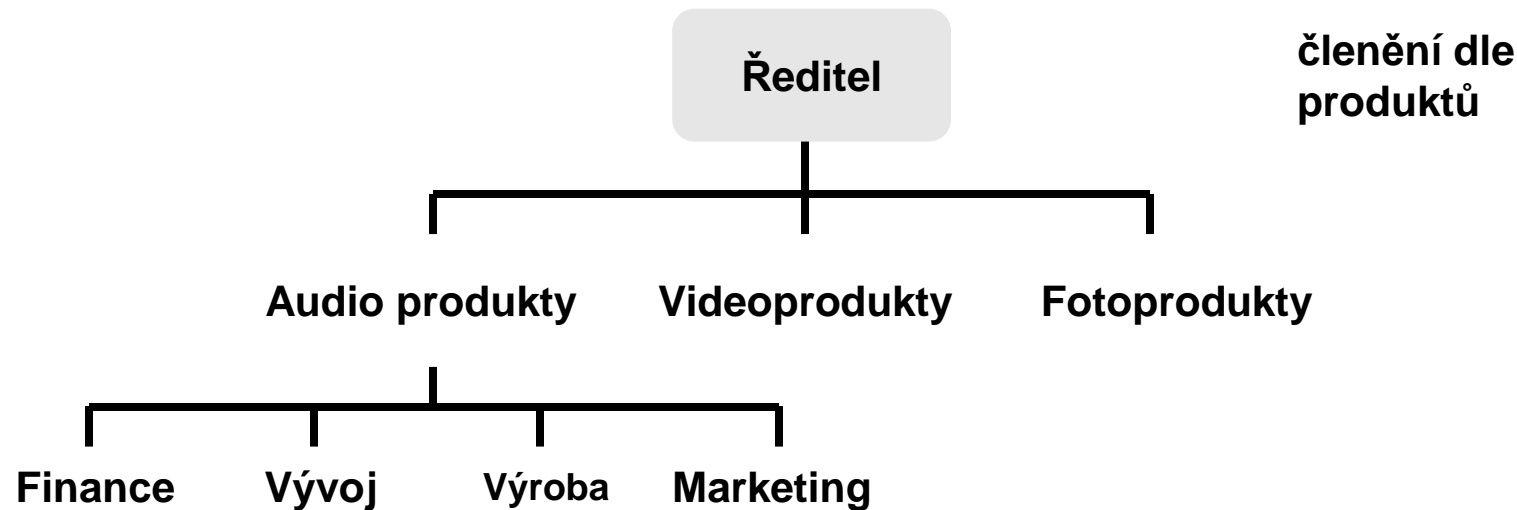 Ředitel
členění dle
produktů
Audio produkty
Videoprodukty
Fotoprodukty
Finance
Vývoj
Výroba
Marketing